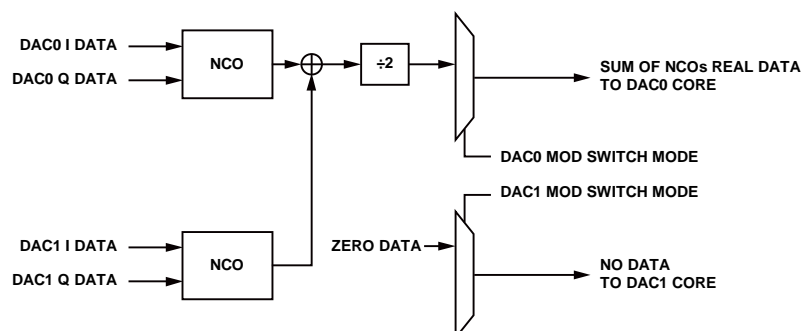 DAC0 I DATA
DAC0 Q DATA
NCO
÷2
SUM OF NCOs REAL DATA
TO DAC0 CORE
DAC0 MOD SWITCH MODE
DAC1 MOD SWITCH MODE
DAC1 I DATA
DAC1 Q DATA
NCO
ZERO DATA
NO DATA
TO DAC1 CORE